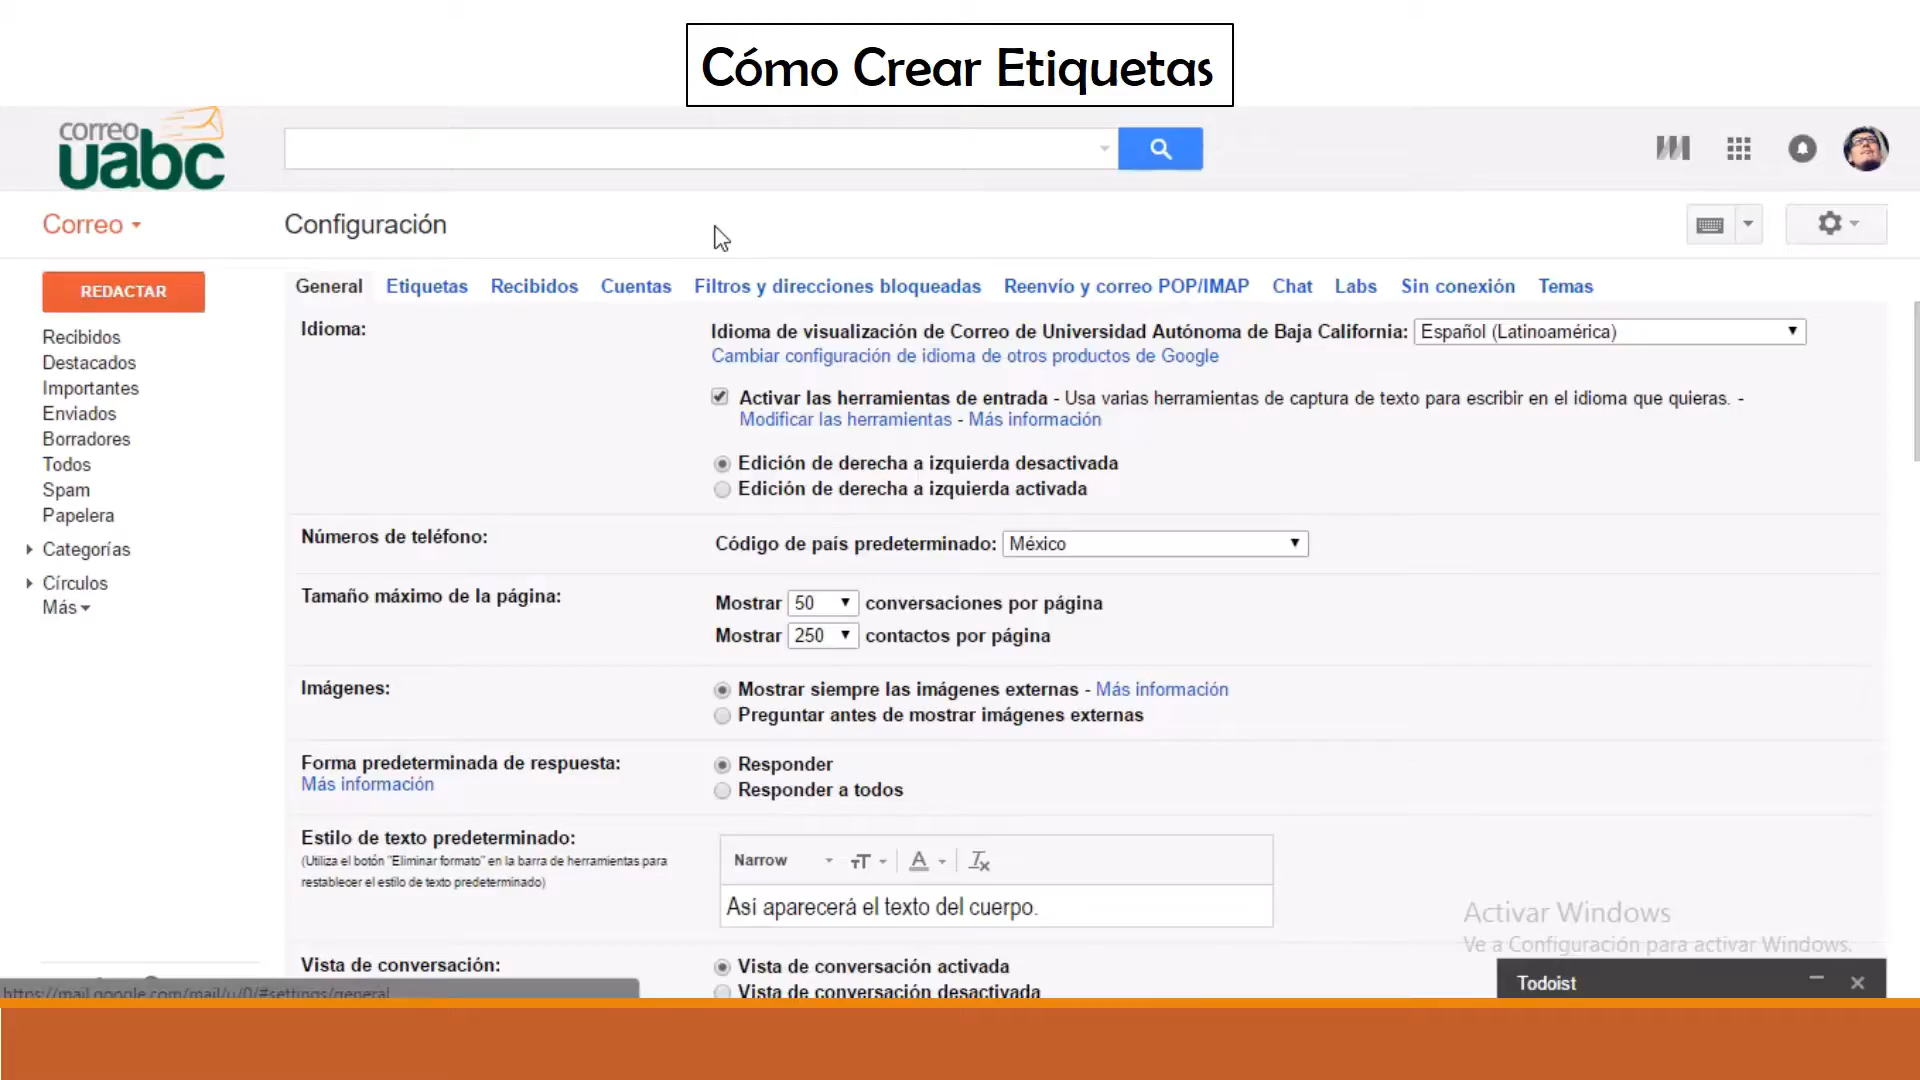 Cómo Crear Etiquetas
correo
uabc
Correo
Configuración
REDACTAR
General Etiquetas Recibidos Cuentas Filtros y direcciones bloqueadas Reenvío y correo POP/IMAP Chat Labs Sin conexión Temas
Recibidos
Destacados
Importantes
Enviados
Borradores
Todos
Spam
Papelera
Categorías
Círculos
Más
Idioma:
Idioma de visualización de Correo de Universidad Autónoma de Baja California: Español (Latinoamérica)
Cambiar configuración de idioma de otros productos de Google
Activar las herramientas de entrada - Usa varias herramientas de captura de texto para escribir en el idioma que quieras. -
Modificar las herramientas - Más información
Edición de derecha a izquierda desactivada
Edición de derecha a izquierda activada
Números de teléfono:
Código de país predeterminado: México
Tamaño máximo de la página:
Mostrar 50 conversaciones por página
Mostrar 250 contactos por página
Imágenes:
Mostrar siempre las imágenes externas - Más información
Preguntar antes de mostrar imágenes externas
Forma predeterminada de respuesta:
Más información
Responder
Responder a todos
Estilo de texto predeterminado:
(Utiliza el botón "Eliminar formato" en la barra de herramientas para
restablecer el estilo de texto predeterminado)
Narrow
Así aparecerá el texto del cuerpo.
Vista de conversación:
Vista de conversación activada
Vista de conversación desactivada
Activar Windows
Ve a Configuración para activar Windows.
Todoist
https://mail.google.com/mail/u/0/#settings/general